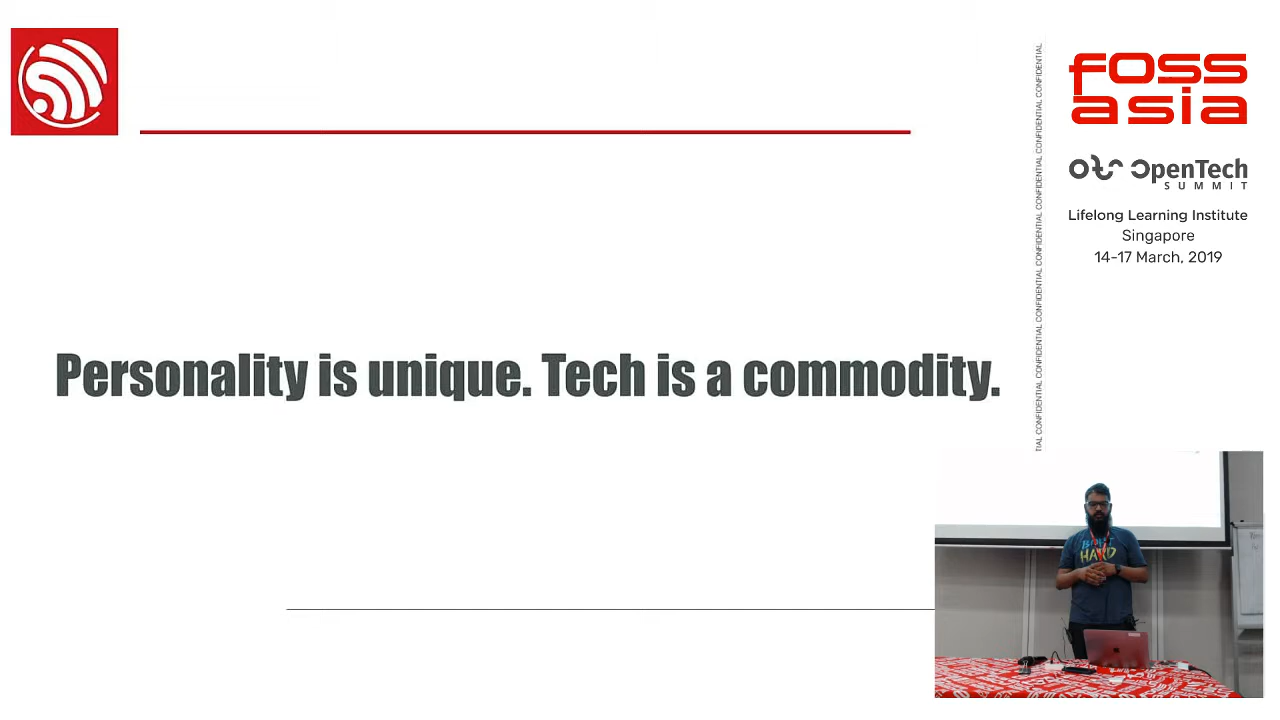 Personality is unique. Tech is a commodity.
CONFIDENTIAL CONFIDENTIAL CONFIDENTIAL CONFIDENTIAL CONFIDENTIAL CONFIDENTIAL CONFIDENTIAL
fOSS
asia
OpenTech
SUMMIT
Lifelong Learning Institute
Singapore
14-17 March, 2019
HARD